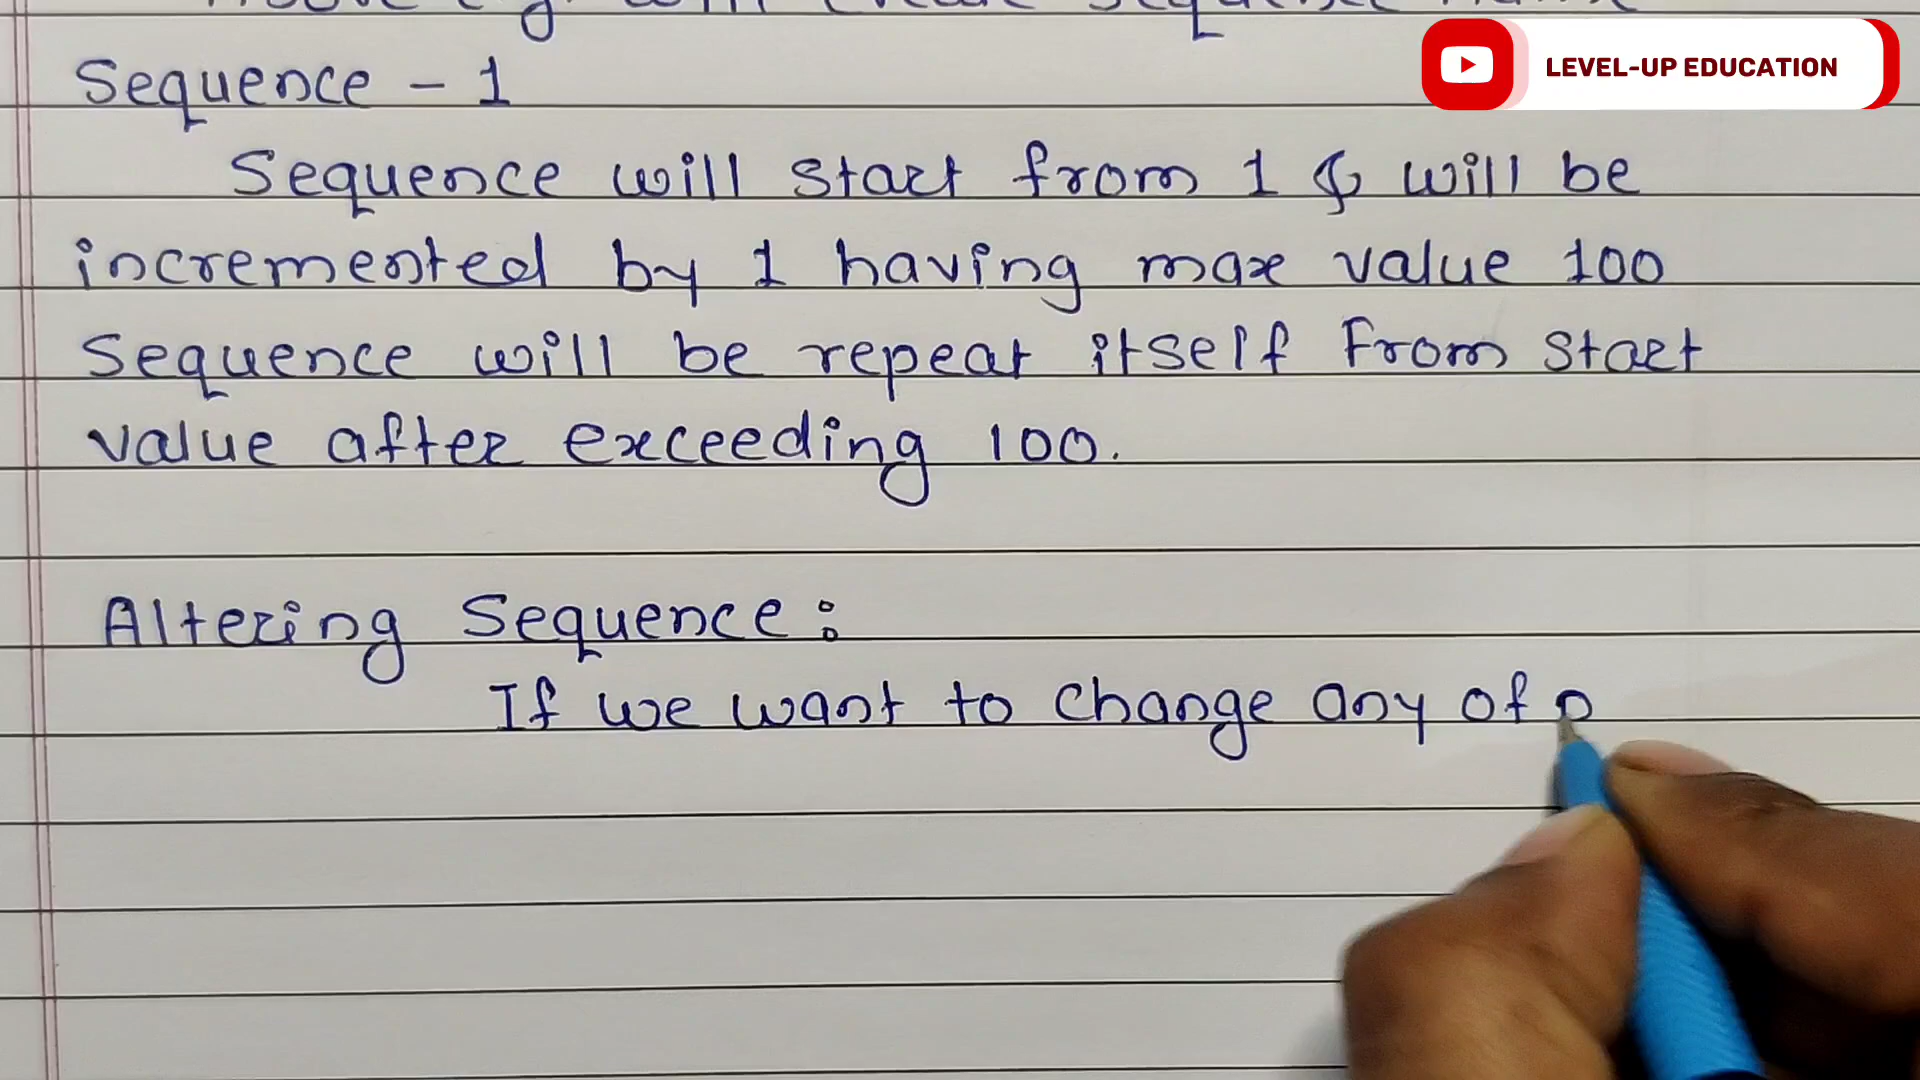 LEVEL-UP EDUCATION
Sequence - 1
Sequence will start from 1 & will be
incremented by 1 having max value 100
Sequence will be repeat itself From start
value after exceeding 100.
Altering Sequence:
If we want to change any of